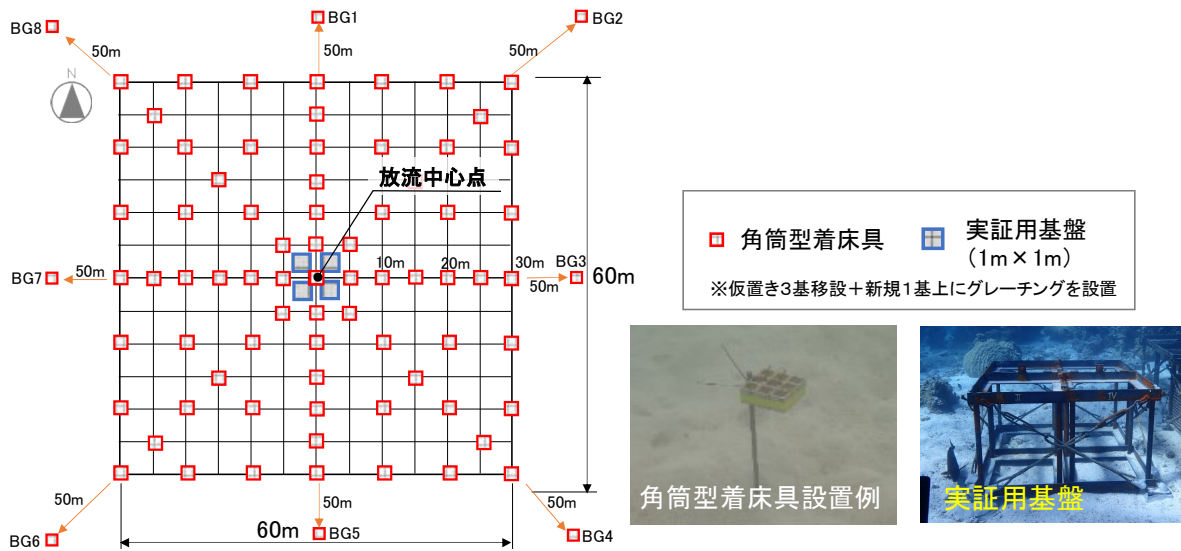 BG8
BG1
BG2
50m
50m
50m
N
放流中心点
BG7
50m
10m
20m
30m
50m
BG3
60m
50m
50m
50m
BG6
60m
BG5
BG4
角筒型着床具
実証用基盤
(1m×1m)
※仮置き3基移設+新規1基上にグレーチングを設置
角筒型着床具設置例
実証用基盤